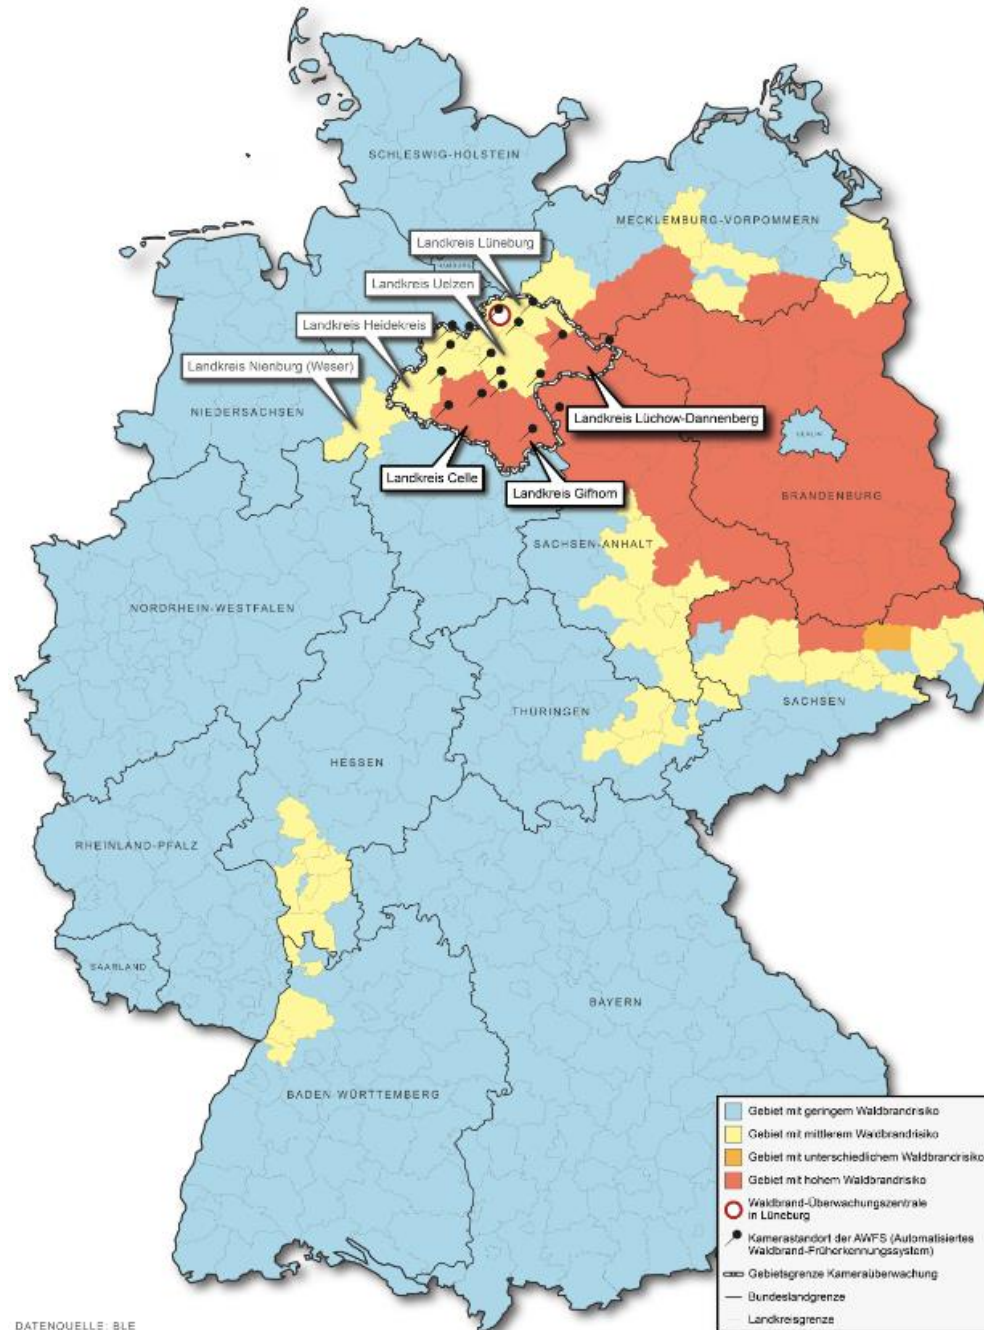 SCHLESWIG-HOLSTEIN
MECKLENBURG-VORPOMMERN
Landkreis Lüneburg
HAMBURG
Landkreis Uelzen
Landkreis Heidekreis
Landkreis Nienburg (Weser)
NIEDERSACHSEN
Landkreis Lüchow-Dannenberg
BERLIN
Landkreis Celle
Landkreis Gifhorn
BRANDENBURG
SACHSEN-ANHALT
NORDRHEIN-WESTFALEN
THÜRINGEN
SACHSEN
HESSEN
RHEINLAND-PFALZ
SAARLAND
BAYERN
BADEN WÜRTTEMBERG
Gebiet mit geringem Waldbrandrisiko
Gebiet mit mittlerem Waldbrandrisiko
Gebiet mit unterschiedlichem Waldbrandrisiko
Gebiet mit hohem Waldbrandrisiko
Waldbrand-Überwachungszentrale
in Lüneburg
Kamerastandort der AWFS (Automatisiertes
Waldbrand-Früherkennungssystem)
Gebietsgrenze Kameraüberwachung
Bundeslandgrenze
Landkreisgrenze
DATENQUELLE: BLE